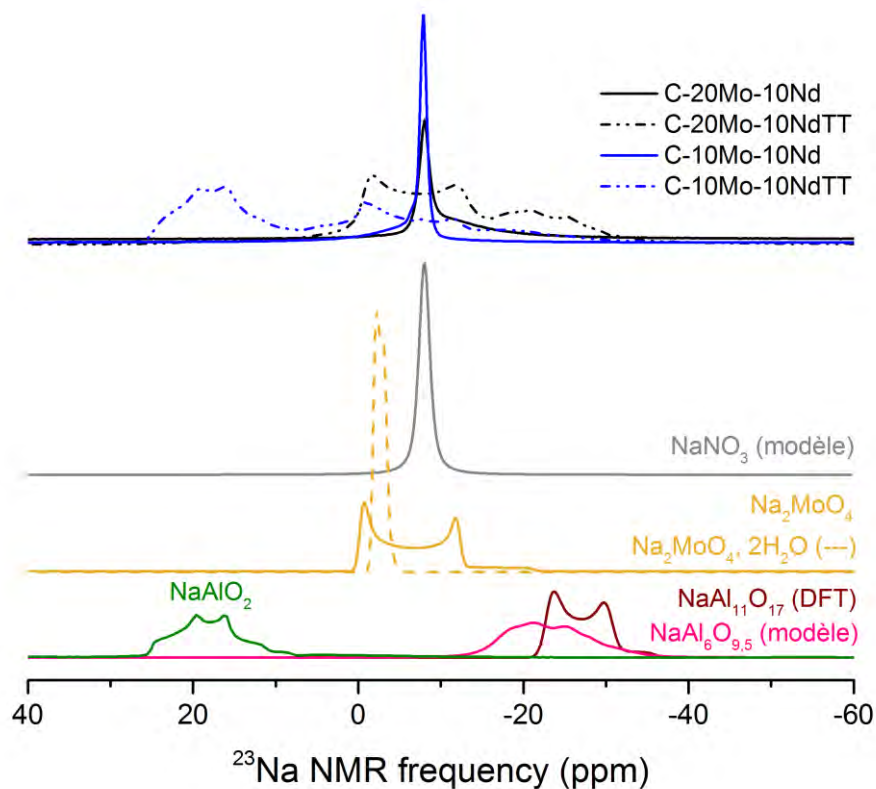 C-20Mo-10Nd
C-20Mo-10NdTT
C-10Mo-10Nd
C-10Mo-10NdTT
NaNO₃ (modèle)
Na₂MoO₄
Na₂MoO₄, 2H₂O (---)
NaAlO₂
NaAl₁₁O₁₇ (DFT)
NaAl₆O₉,₅ (modèle)
40 20 0 -20 -40 -60
²³Na NMR frequency (ppm)